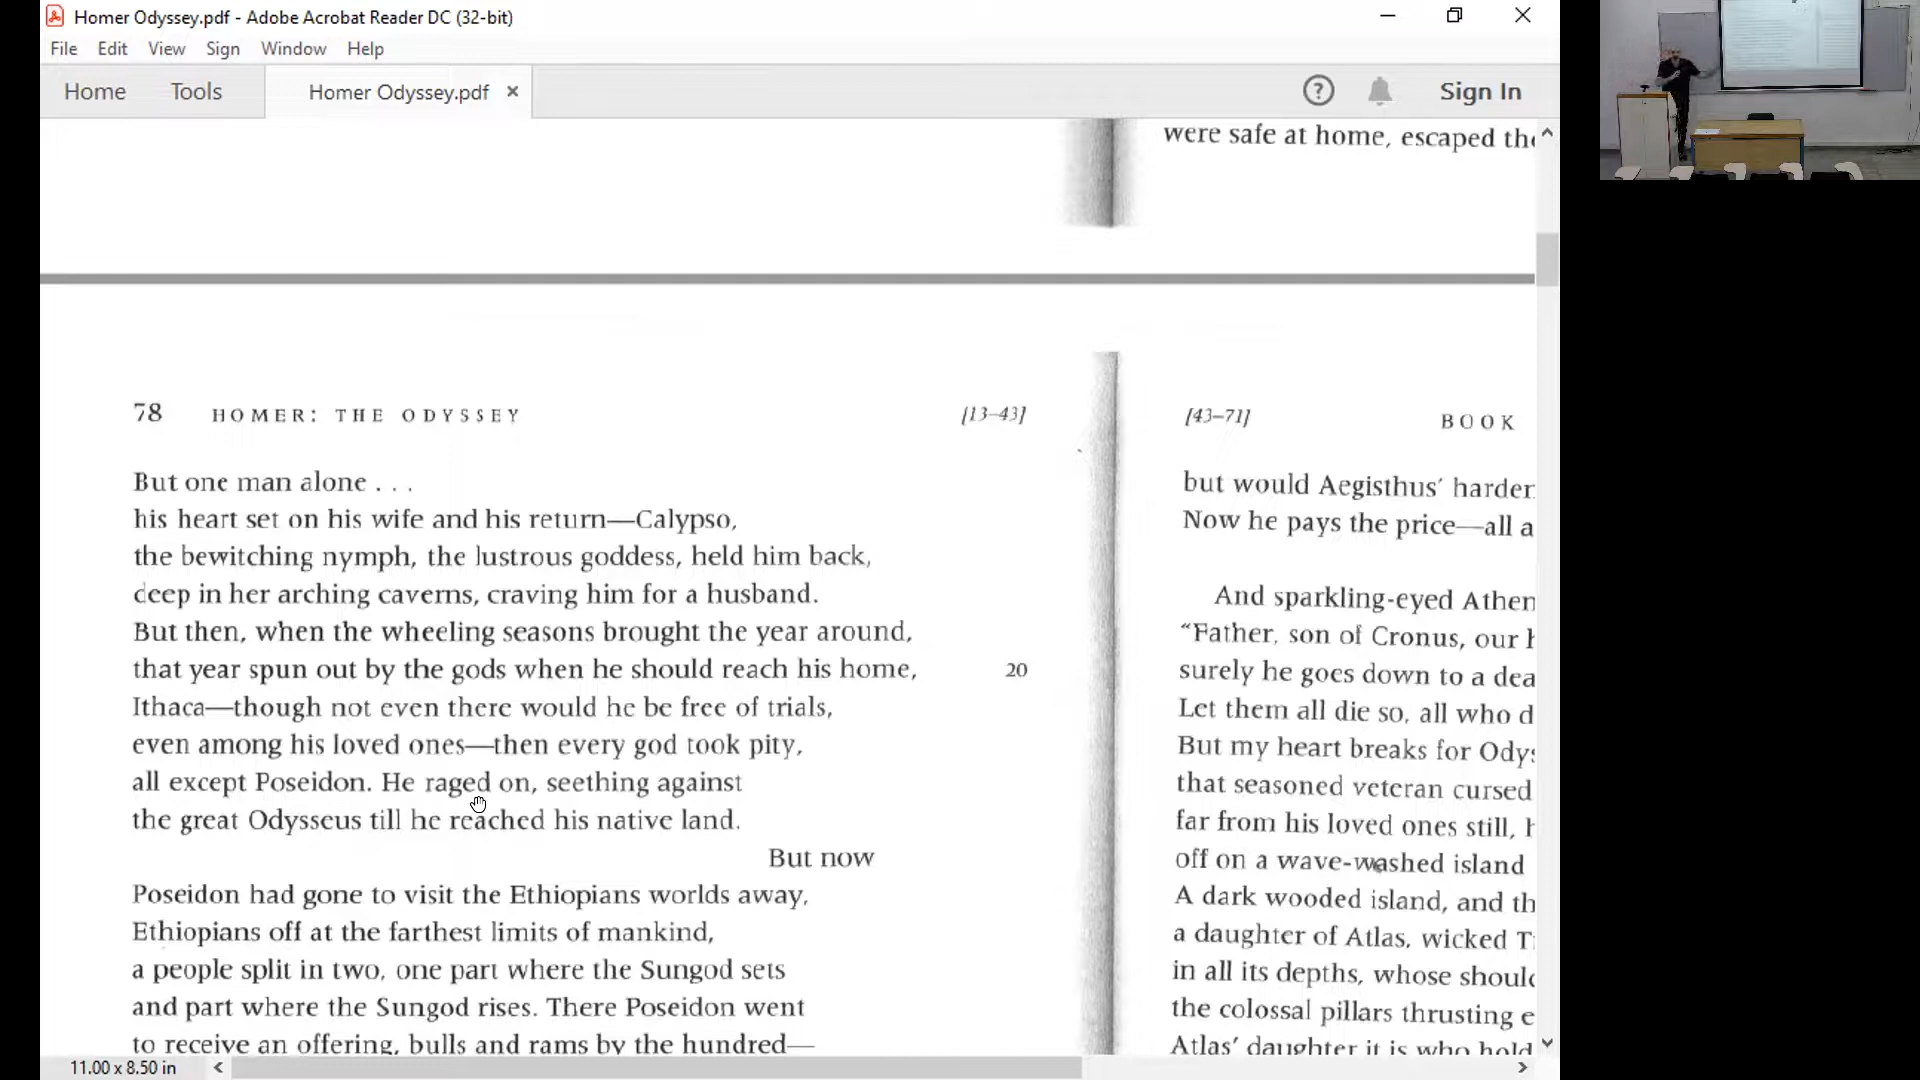 Homer Odyssey.pdf - Adobe Acrobat Reader DC (32-bit)
File Edit View Sign Window Help
Home Tools Homer Odyssey.pdf × ? Sign In
were safe at home, escaped the
78 HOMER: THE ODYSSEY [13–43]
But one man alone . . .
his heart set on his wife and his return—Calypso,
the bewitching nymph, the lustrous goddess, held him back,
deep in her arching caverns, craving him for a husband.
But then, when the wheeling seasons brought the year around,
that year spun out by the gods when he should reach his home, 20
Ithaca—though not even there would he be free of trials,
even among his loved ones—then every god took pity,
all except Poseidon. He raged on, seething against
the great Odysseus till he reached his native land.
But now
Poseidon had gone to visit the Ethiopians worlds away,
Ethiopians off at the farthest limits of mankind,
a people split in two, one part where the Sungod sets
and part where the Sungod rises. There Poseidon went
to receive an offering, bulls and rams by the hundred—
[43–71] BOOK
but would Aegisthus' harden
Now he pays the price—all a
And sparkling-eyed Athen
“Father, son of Cronus, our h
surely he goes down to a dea
Let them all die so, all who d
But my heart breaks for Odys
that seasoned veteran cursed
far from his loved ones still, h
off on a wave-washed island
A dark wooded island, and th
a daughter of Atlas, wicked T
in all its depths, whose should
the colossal pillars thrusting e
Atlas' daughter it is who hold
11.00 x 8.50 in